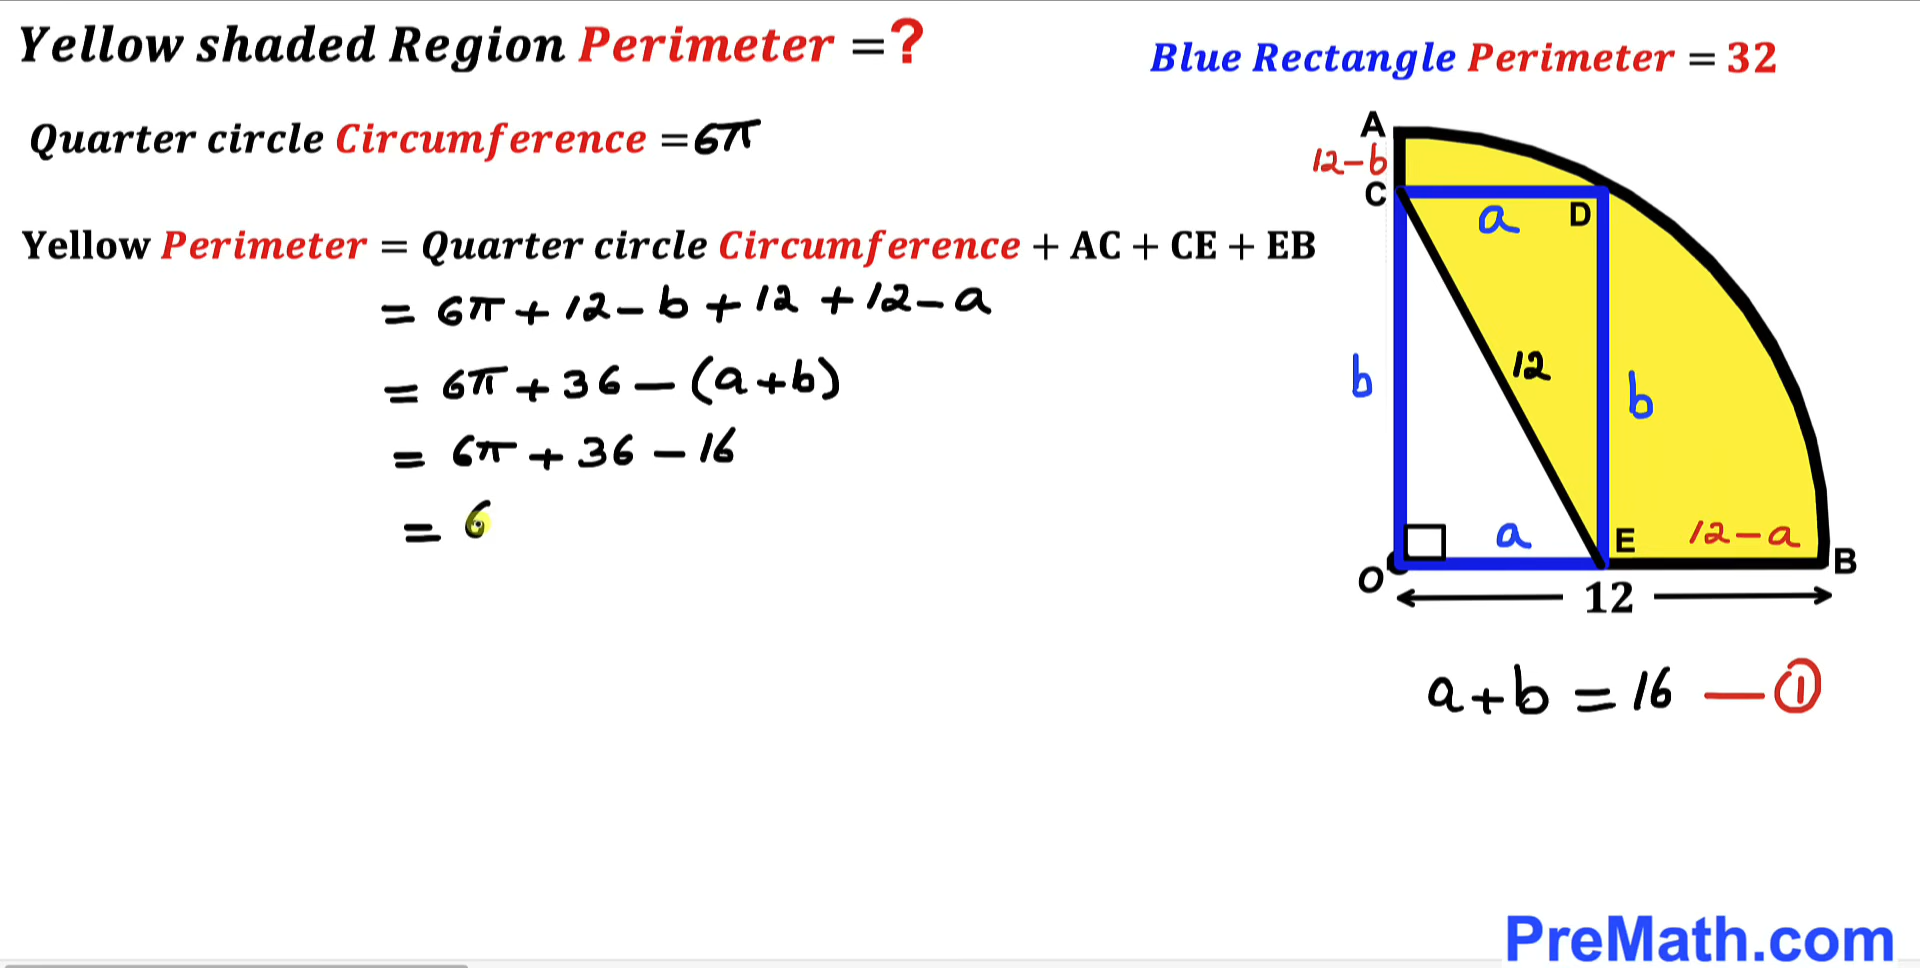 Yellow shaded Region Perimeter =?
Blue Rectangle Perimeter = 32
Quarter circle Circumference = 6π
Yellow Perimeter = Quarter circle Circumference + AC + CE + EB
= 6π + 12 - b + 12 + 12 - a
= 6π + 36 - (a + b)
= 6π + 36 - 16
= 6
A
12 - b
C
a
D
b
12
b
a
E
12 - a
B
O
12
a + b = 16 — ①
PreMath.com